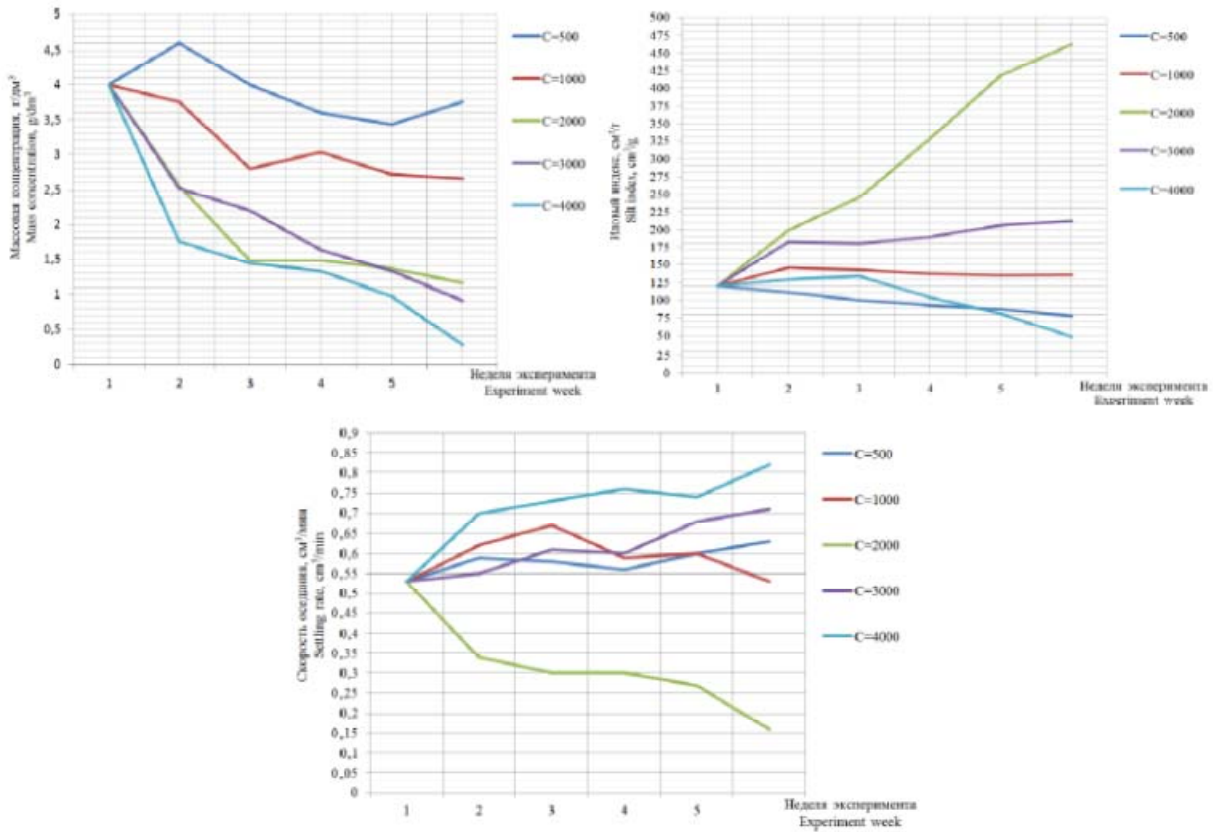 Массовая концентрация, г/дм³
Mass concentration, g/dm³
5
4,5
4
3,5
3
2,5
2
1,5
1
0,5
0
1 2 3 4 5
Неделя эксперимента
Experiment week
C=500
C=1000
C=2000
C=3000
C=4000
Иловый индекс, см³/г
Silt index, cm³/g
500
475
450
425
400
375
350
325
300
275
250
225
200
175
150
125
100
75
50
25
0
1 2 3 4 5
Неделя эксперимента
Experiment week
C=500
C=1000
C=2000
C=3000
C=4000
Скорость оседания, см³/мин
Settling rate, cm³/min
0,9
0,85
0,8
0,75
0,7
0,65
0,6
0,55
0,5
0,45
0,4
0,35
0,3
0,25
0,2
0,15
0,1
0,05
0
1 2 3 4 5
Неделя эксперимента
Experiment week
C=500
C=1000
C=2000
C=3000
C=4000